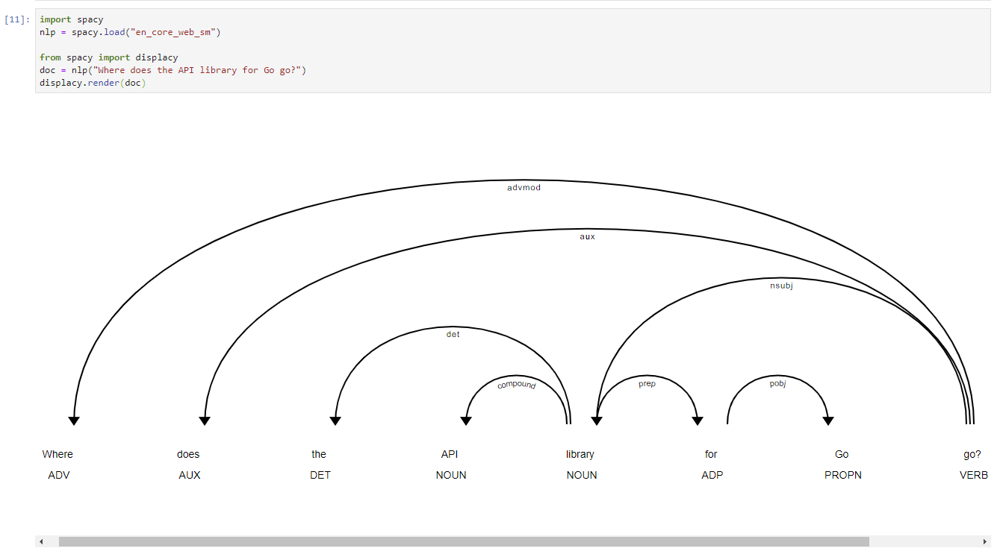 [11]: import spacy
nlp = spacy.load("en_core_web_sm")
from spacy import displacy
doc = nlp("Where does the API library for Go go?")
displacy.render(doc)
advmod
aux
nsubj
det
compound prep pobj
Where does the API library for Go go?
ADV AUX DET NOUN NOUN ADP PROPN VERB